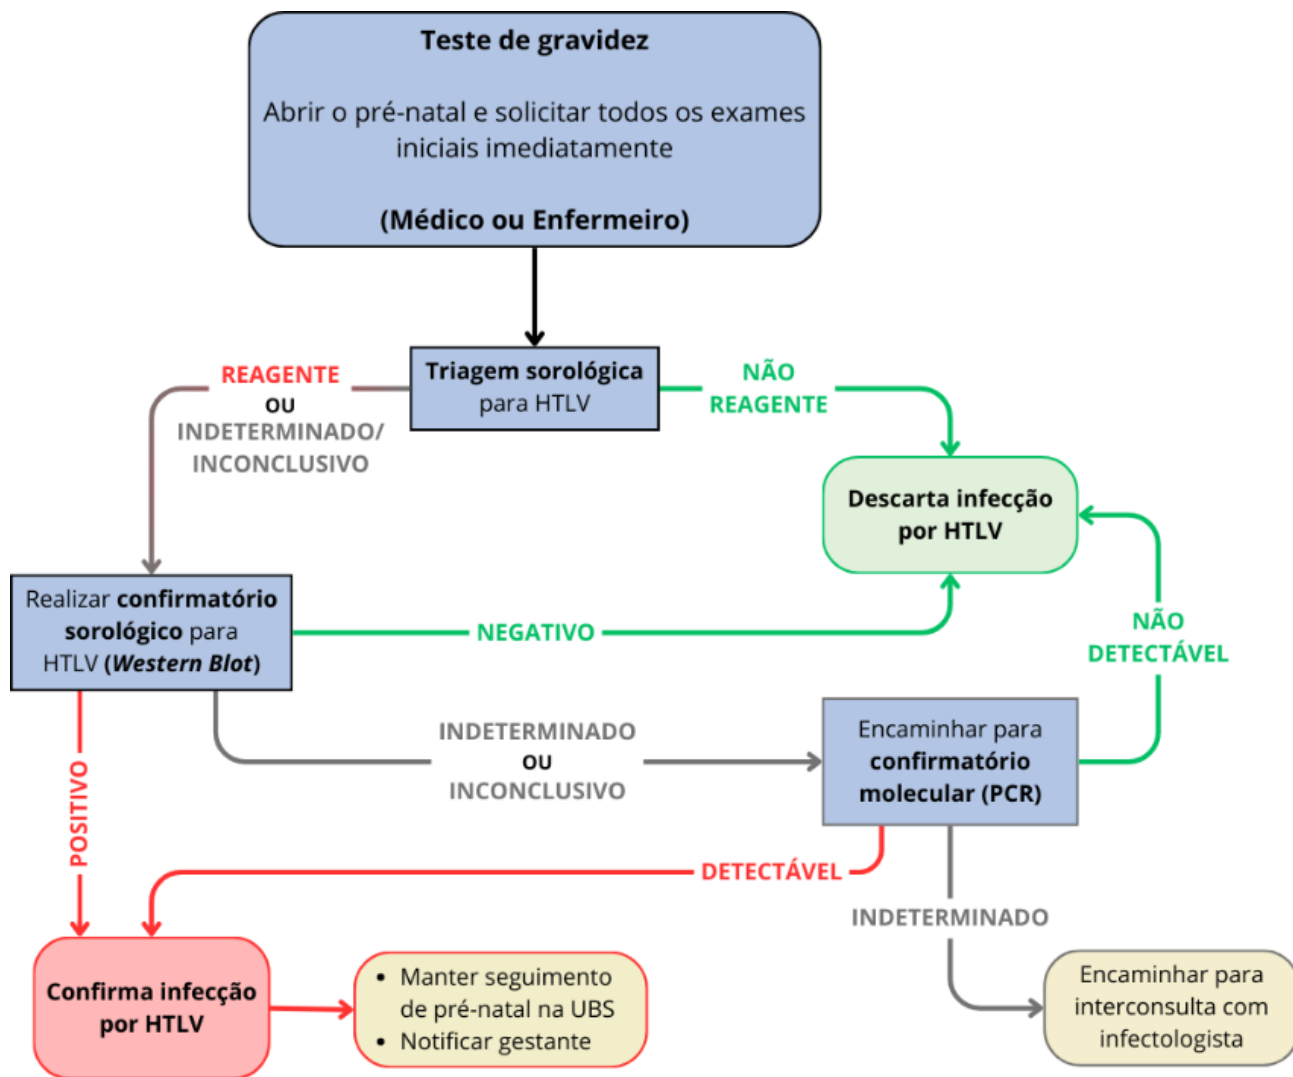 Teste de gravidez
Abrir o pré-natal e solicitar todos os exames
iniciais imediatamente
(Médico ou Enfermeiro)
Triagem sorológica
para HTLV
REAGENTE
OU
INDETERMINADO/
INCONCLUSIVO
NÃO
REAGENTE
Descarta infecção
por HTLV
Realizar confirmatório
sorológico para
HTLV (Western Blot)
NEGATIVO
NÃO
DETECTÁVEL
INDETERMINADO
OU
INCONCLUSIVO
Encaminhar para
confirmatório
molecular (PCR)
POSITIVO
DETECTÁVEL
INDETERMINADO
Confirma infecção
por HTLV
• Manter seguimento
de pré-natal na UBS
• Notificar gestante
Encaminhar para
interconsulta com
infectologista